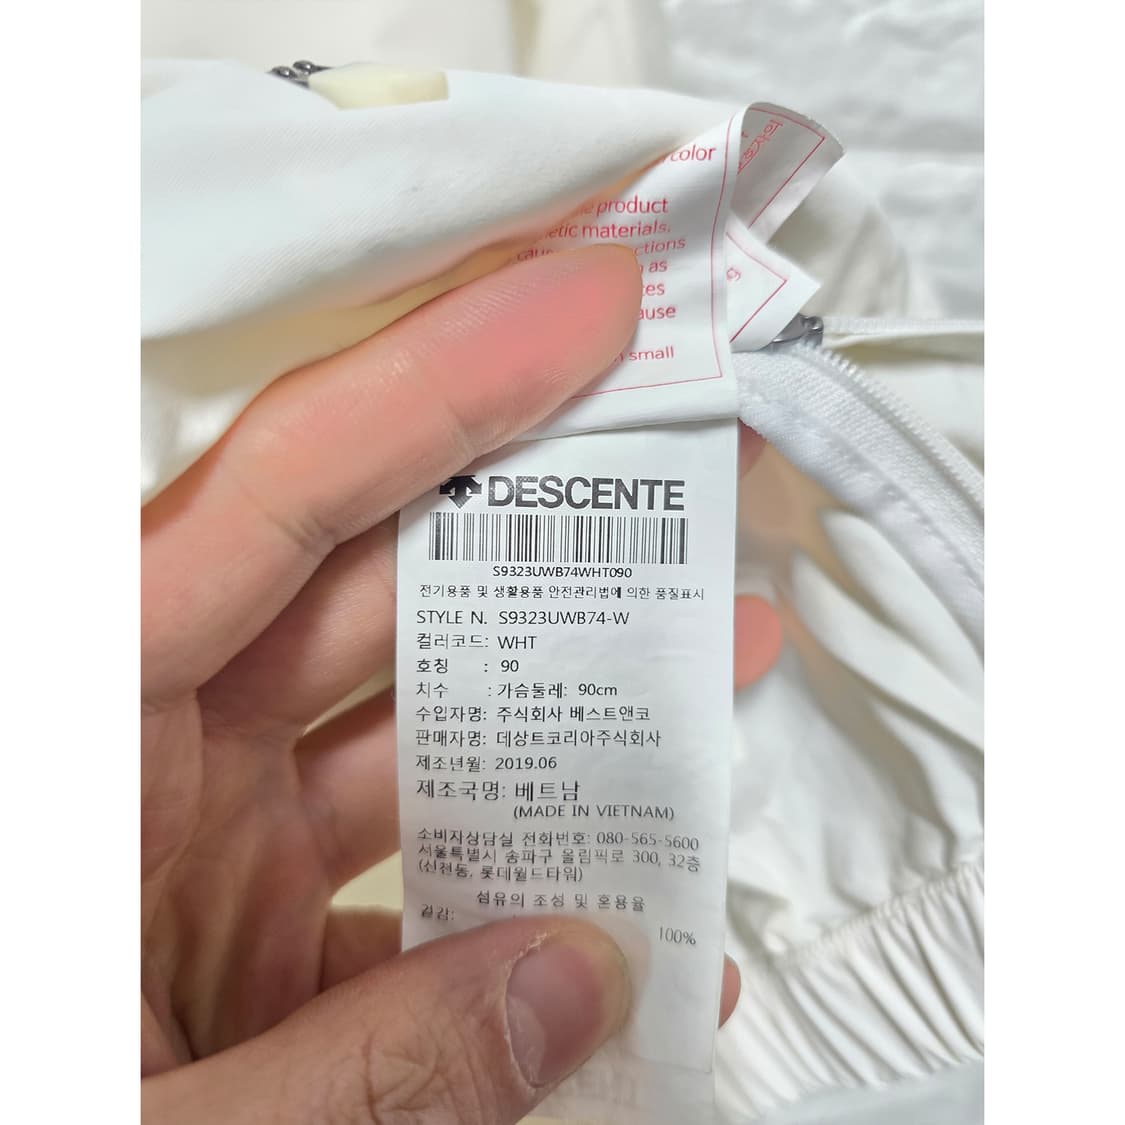 color
호자의
product
materials.
as
small
DESCENTE
S9323UWB74WHT090
전기용품 및 생활용품 안전관리법에 의한 품질표시
STYLE N. S9323UWB74-W
컬러코드: WHT
호칭 : 90
치수 : 가슴둘레: 90cm
수입자명: 주식회사 베스트앤코
판매자명: 데상트코리아주식회사
제조년월: 2019.06
제조국명: 베트남
(MADE IN VIETNAM)
소비자상담실 전화번호: 080-565-5600
서울특별시 송파구 올림픽로 300, 32층
(신천동, 롯데월드타워)
섬유의 조성 및 혼용율
겉감: 100%